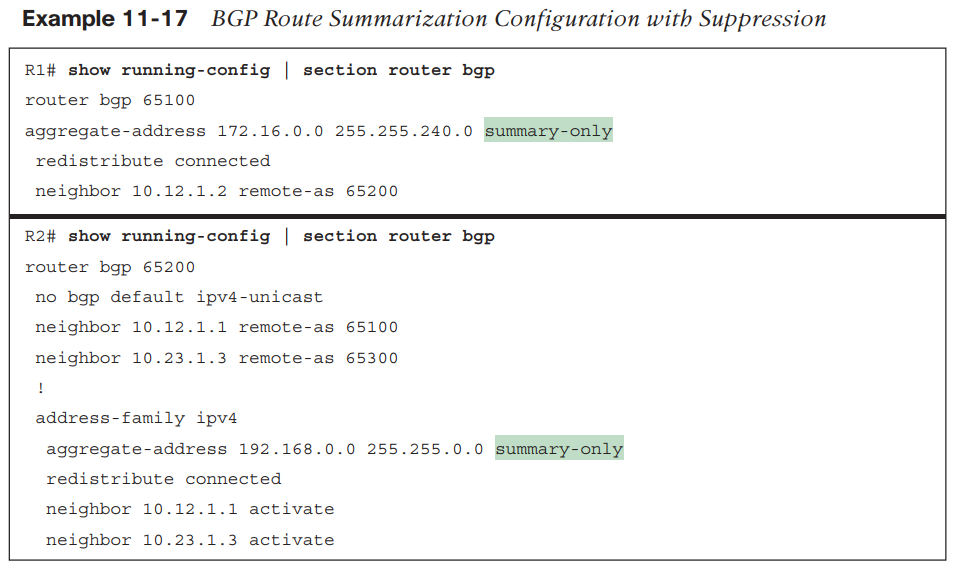 Example 11-17 BGP Route Summarization Configuration with Suppression
R1# show running-config | section router bgp
router bgp 65100
aggregate-address 172.16.0.0 255.255.240.0 summary-only
redistribute connected
neighbor 10.12.1.2 remote-as 65200
R2# show running-config | section router bgp
router bgp 65200
no bgp default ipv4-unicast
neighbor 10.12.1.1 remote-as 65100
neighbor 10.23.1.3 remote-as 65300
!
address-family ipv4
aggregate-address 192.168.0.0 255.255.0.0 summary-only
redistribute connected
neighbor 10.12.1.1 activate
neighbor 10.23.1.3 activate